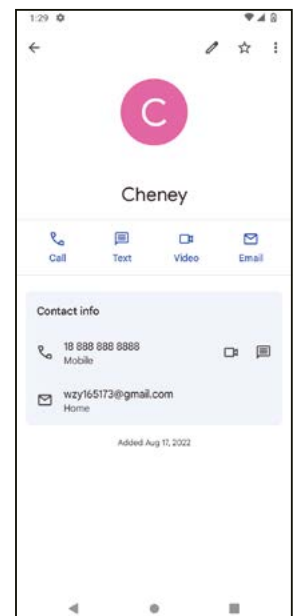 1:29
C
Cheney
Call Text Video Email
Contact info
18 888 888 8888
Mobile
wzy165173@gmail.com
Home
Added Aug 17, 2022